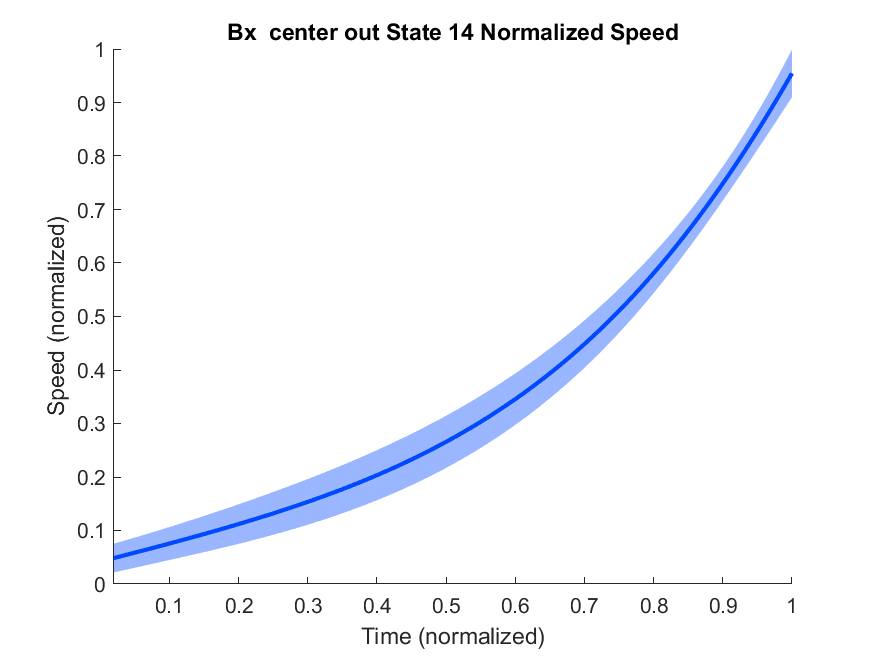 Bx  center out State 14 Normalized Speed
1
0.9
0.8
0.7
0.6
0.5
0.4
0.3
0.2
0.1
0
Speed (normalized)
0.1 0.2 0.3 0.4 0.5 0.6 0.7 0.8 0.9 1
Time (normalized)